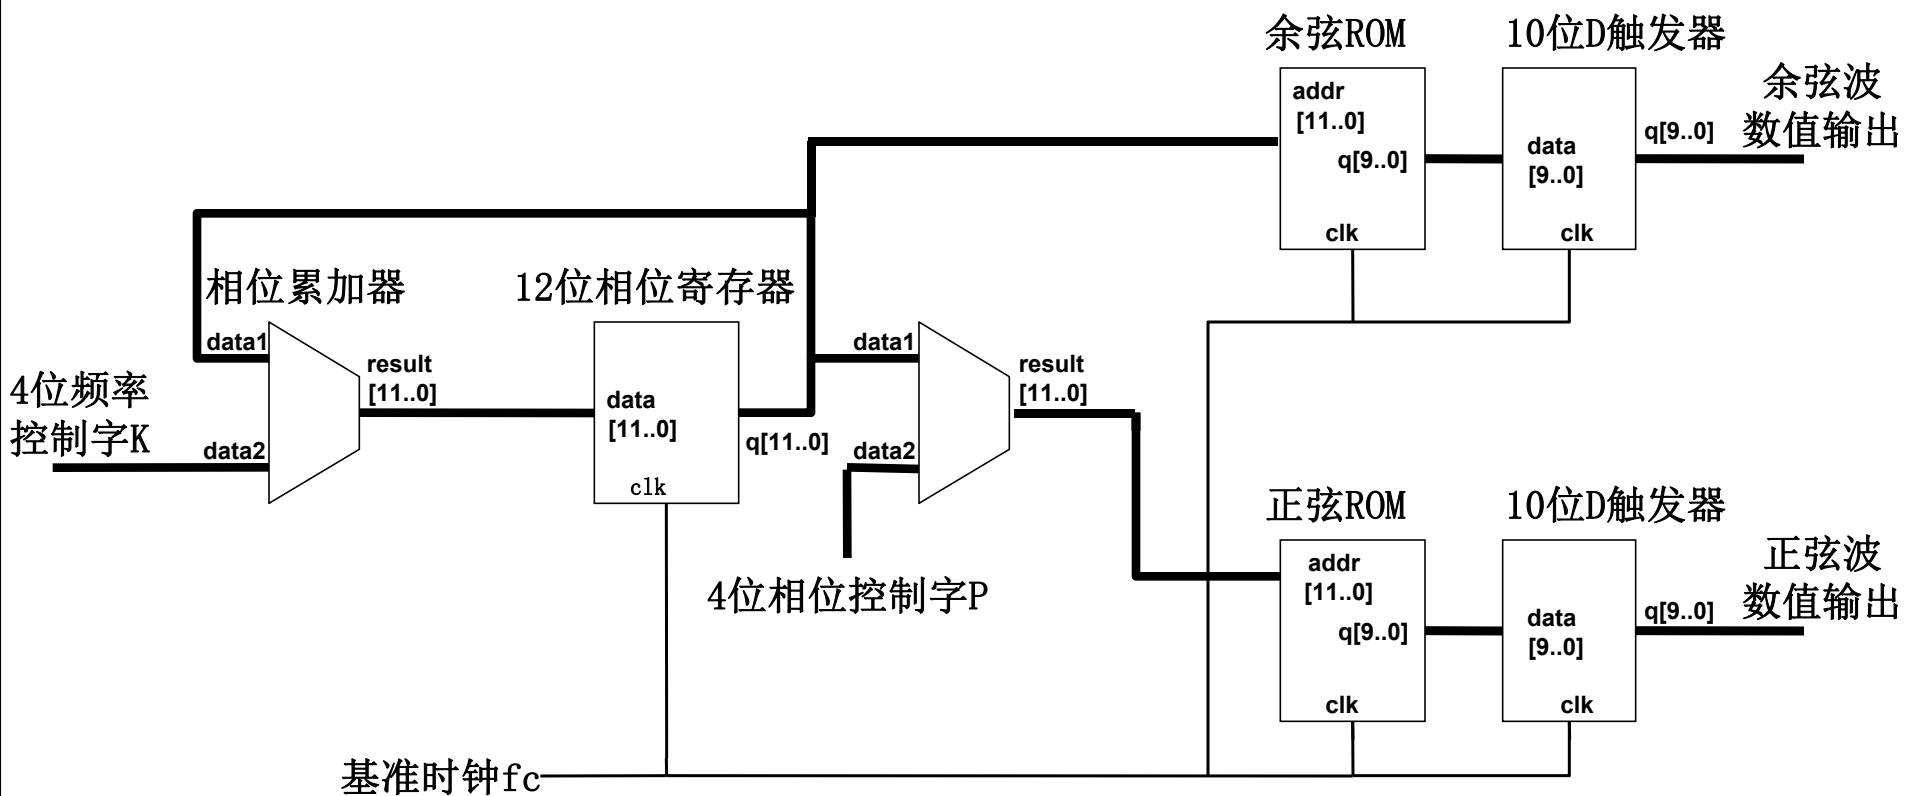 余弦ROM
10位D触发器
addr
[11..0]
q[9..0]
clk
data
[9..0]
clk
q[9..0]
余弦波
数值输出
相位累加器
12位相位寄存器
data1
data2
result
[11..0]
4位频率
控制字K
data
[11..0]
clk
q[11..0]
data1
data2
result
[11..0]
4位相位控制字P
正弦ROM
10位D触发器
addr
[11..0]
q[9..0]
clk
data
[9..0]
clk
q[9..0]
正弦波
数值输出
基准时钟fc